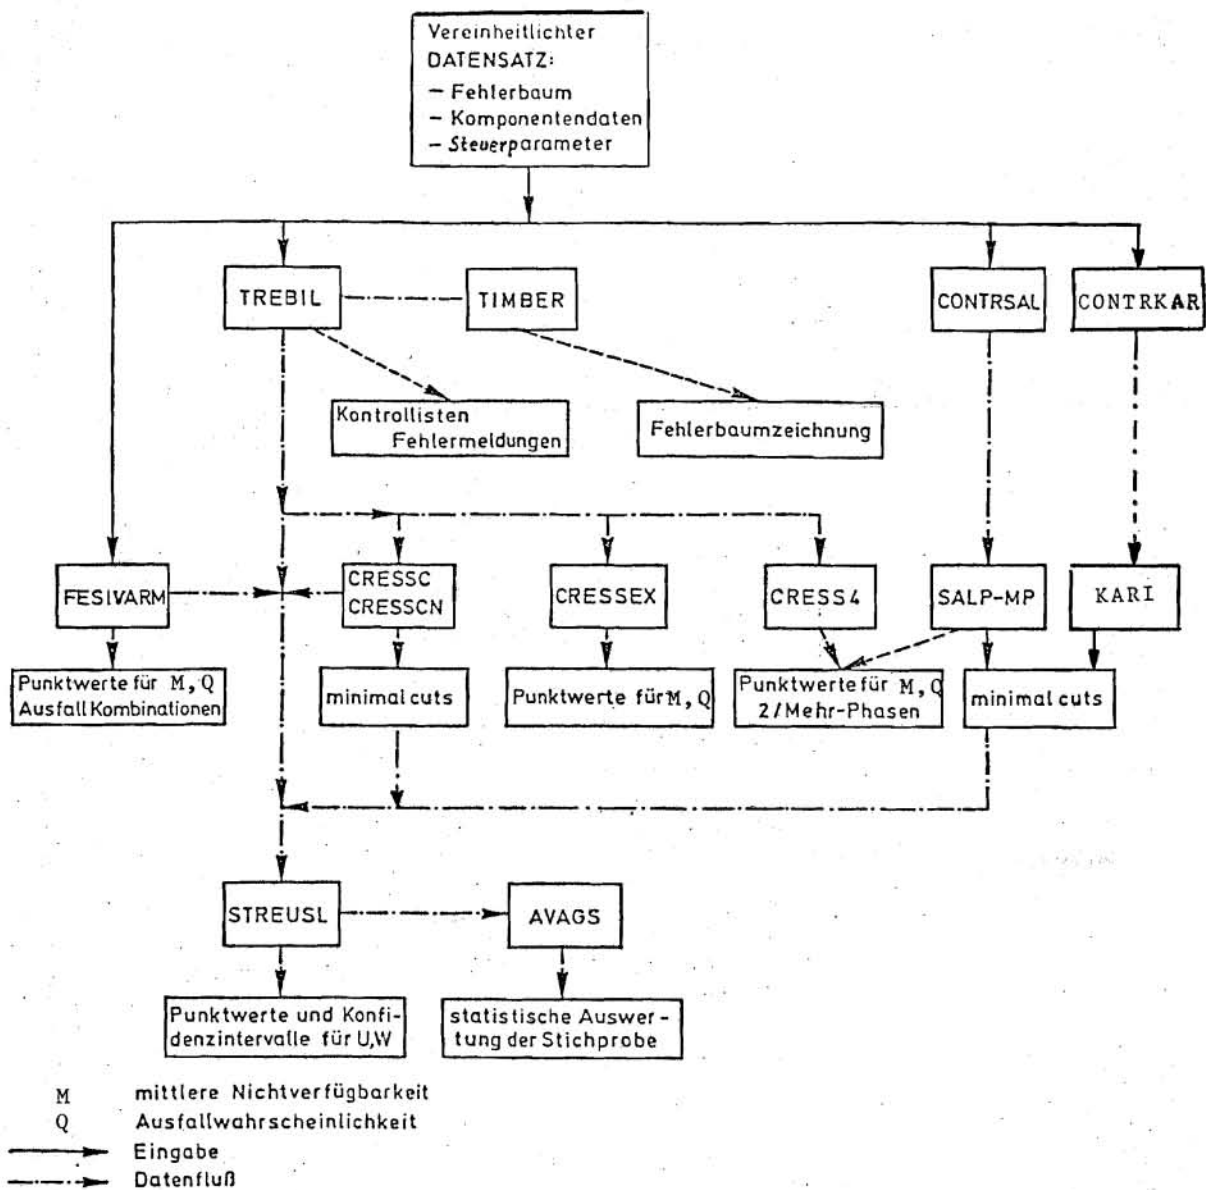 Vereinheitlichter
DATENSATZ:
- Fehlerbaum
- Komponentendaten
- Steuerparameter
TREBIL
TIMBER
CONTRSAL
CONTRKAR
Kontrollisten
Fehlermeldungen
Fehlerbaumzeichnung
FESIVARM
CRESSC
CRESSCN
CRESSEX
CRESS4
SALP-MP
KARI
Punktwerte für M, Q
Ausfall Kombinationen
minimal cuts
Punktwerte für M, Q
Punktwerte für M, Q
2/Mehr-Phasen
minimal cuts
STREUSL
AVAGS
Punktwerte und Konfi-
denzintervalle für U,W
statistische Auswer-
tung der Stichprobe
M mittlere Nichtverfügbarkeit
Q Ausfallwahrscheinlichkeit
Eingabe
Datenfluß